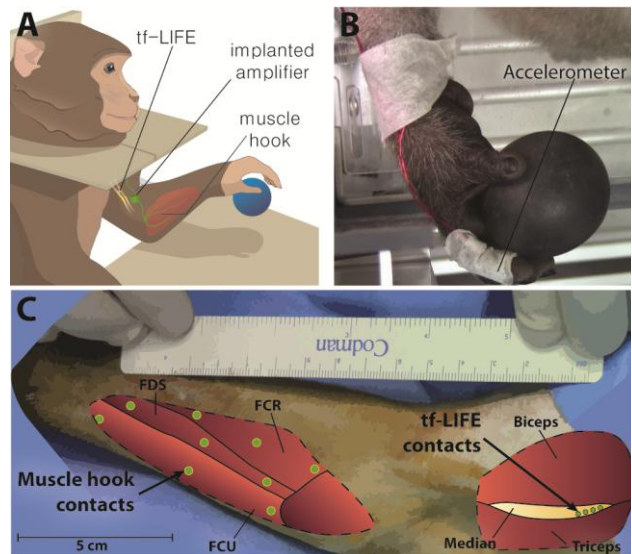 A
tf-LIFE
implanted
amplifier
muscle
hook
B
Accelerometer
C
Codman
FDS
FCR
tf-LIFE
contacts
Biceps
Muscle hook
contacts
FCU
Median
Triceps
5 cm